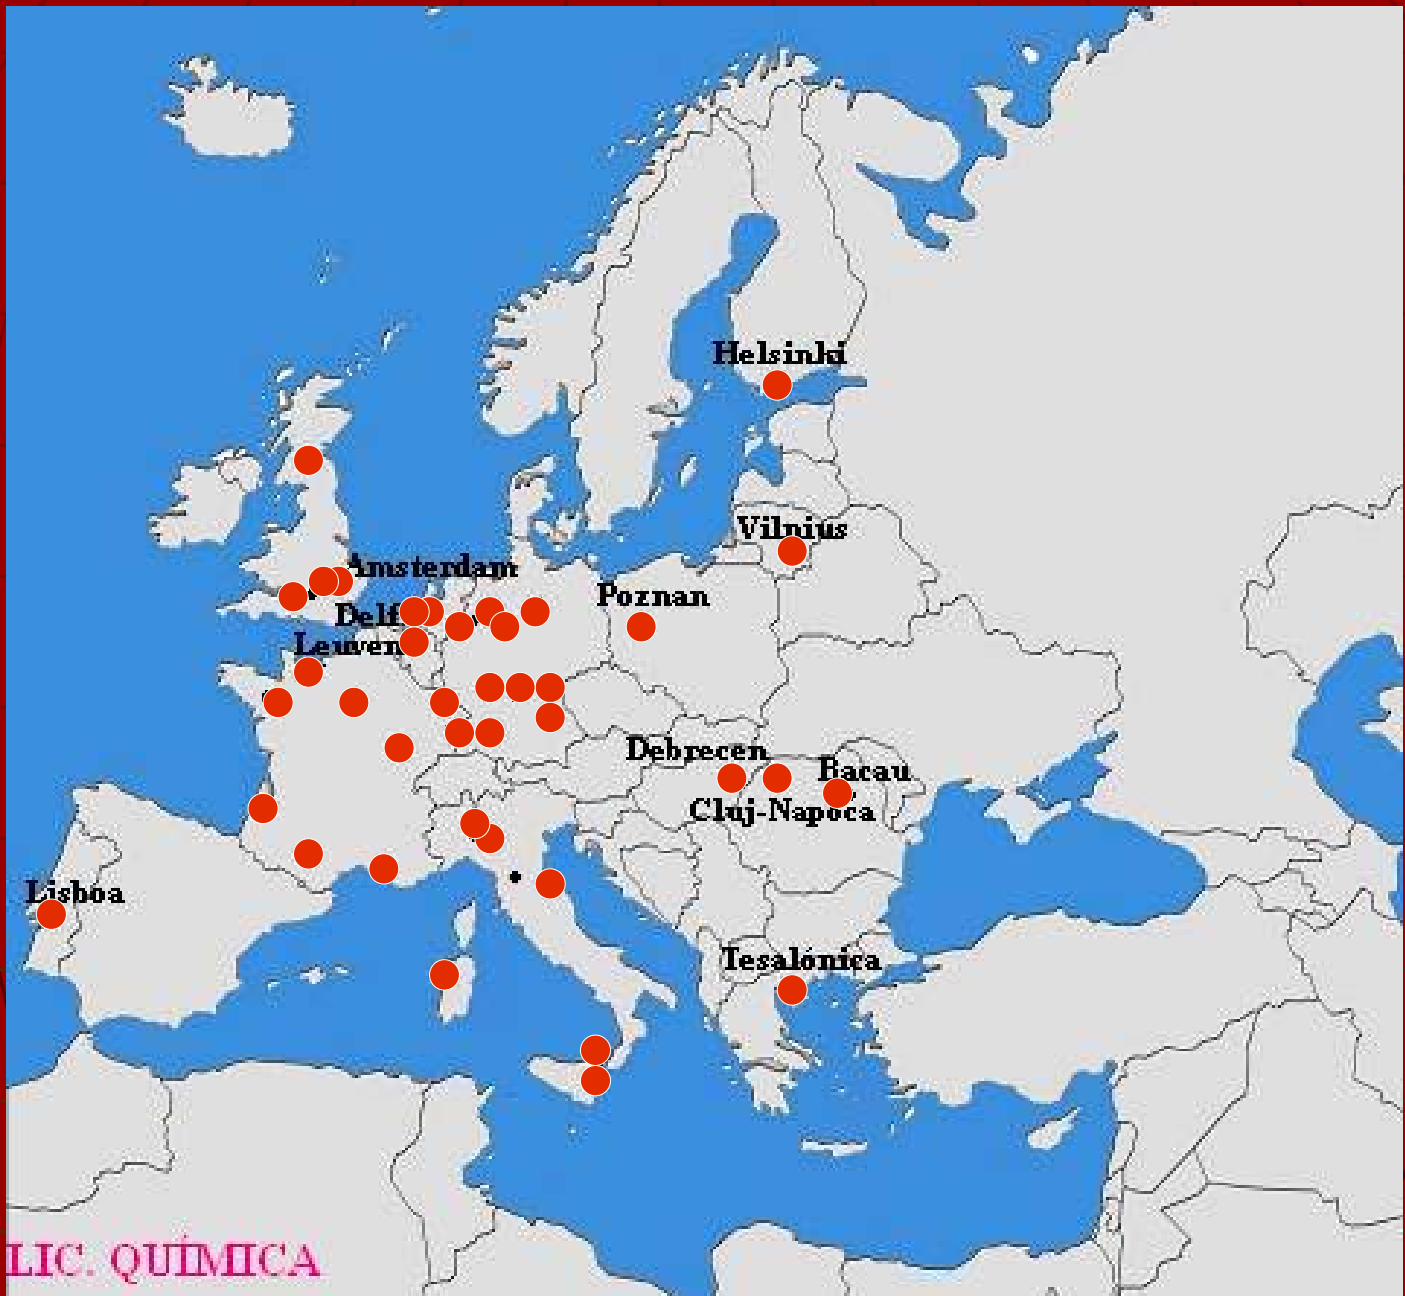 Helsinki
Vilnius
Amsterdam
Poznan
Delf
Leuven
Debrecen
Bacau
Cluj-Napoca
Lisboa
Tesalónica
LIC. QUÍMICA